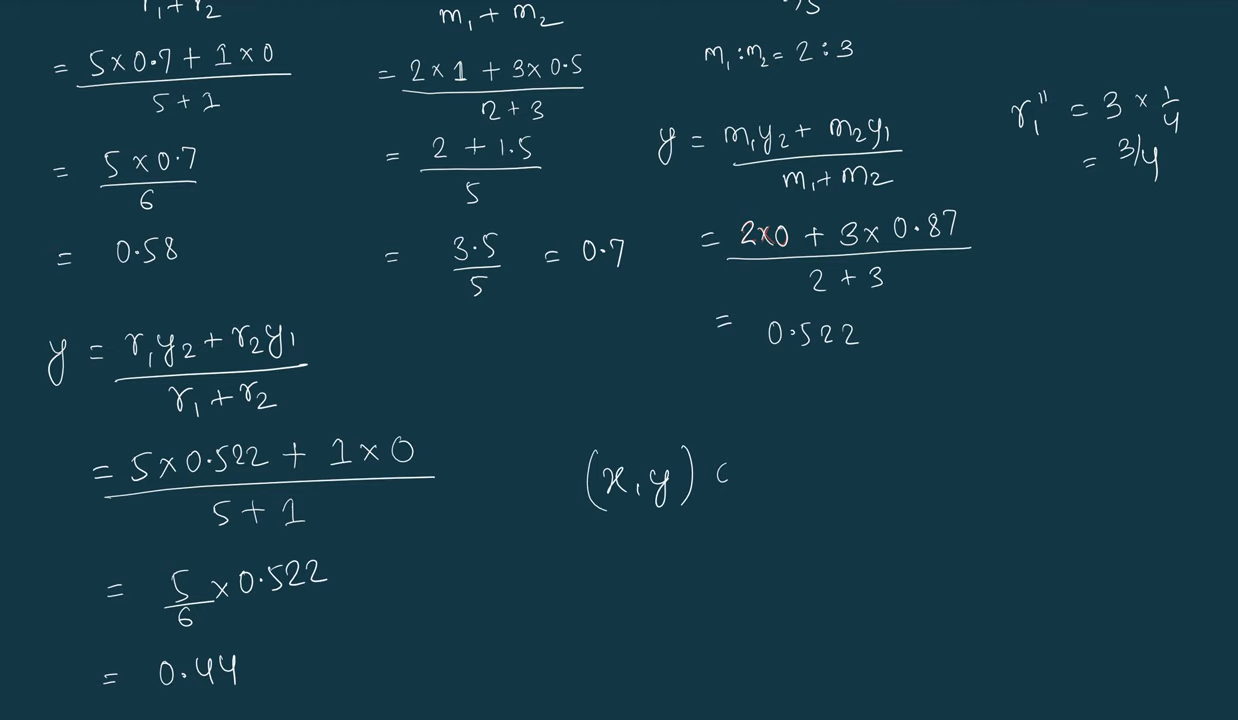 r₁ + r₂
= (5 × 0.7 + 1 × 0) / (5 + 1)
= (5 × 0.7) / 6
= 0.58
y = (r₁y₂ + r₂y₁) / (r₁ + r₂)
= (5 × 0.522 + 1 × 0) / (5 + 1)
= 5/6 × 0.522
= 0.44
m₁ + m₂
= (2 × 1 + 3 × 0.5) / (2 + 3)
= (2 + 1.5) / 5
= 3.5/5 = 0.7
m₁ : m₂ = 2 : 3
y = (m₁y₂ + m₂y₁) / (m₁ + m₂)
= (2×0 + 3 × 0.87) / (2 + 3)
= 0.522
(x, y) (
r₁'' = 3 × 1/4
= 3/4